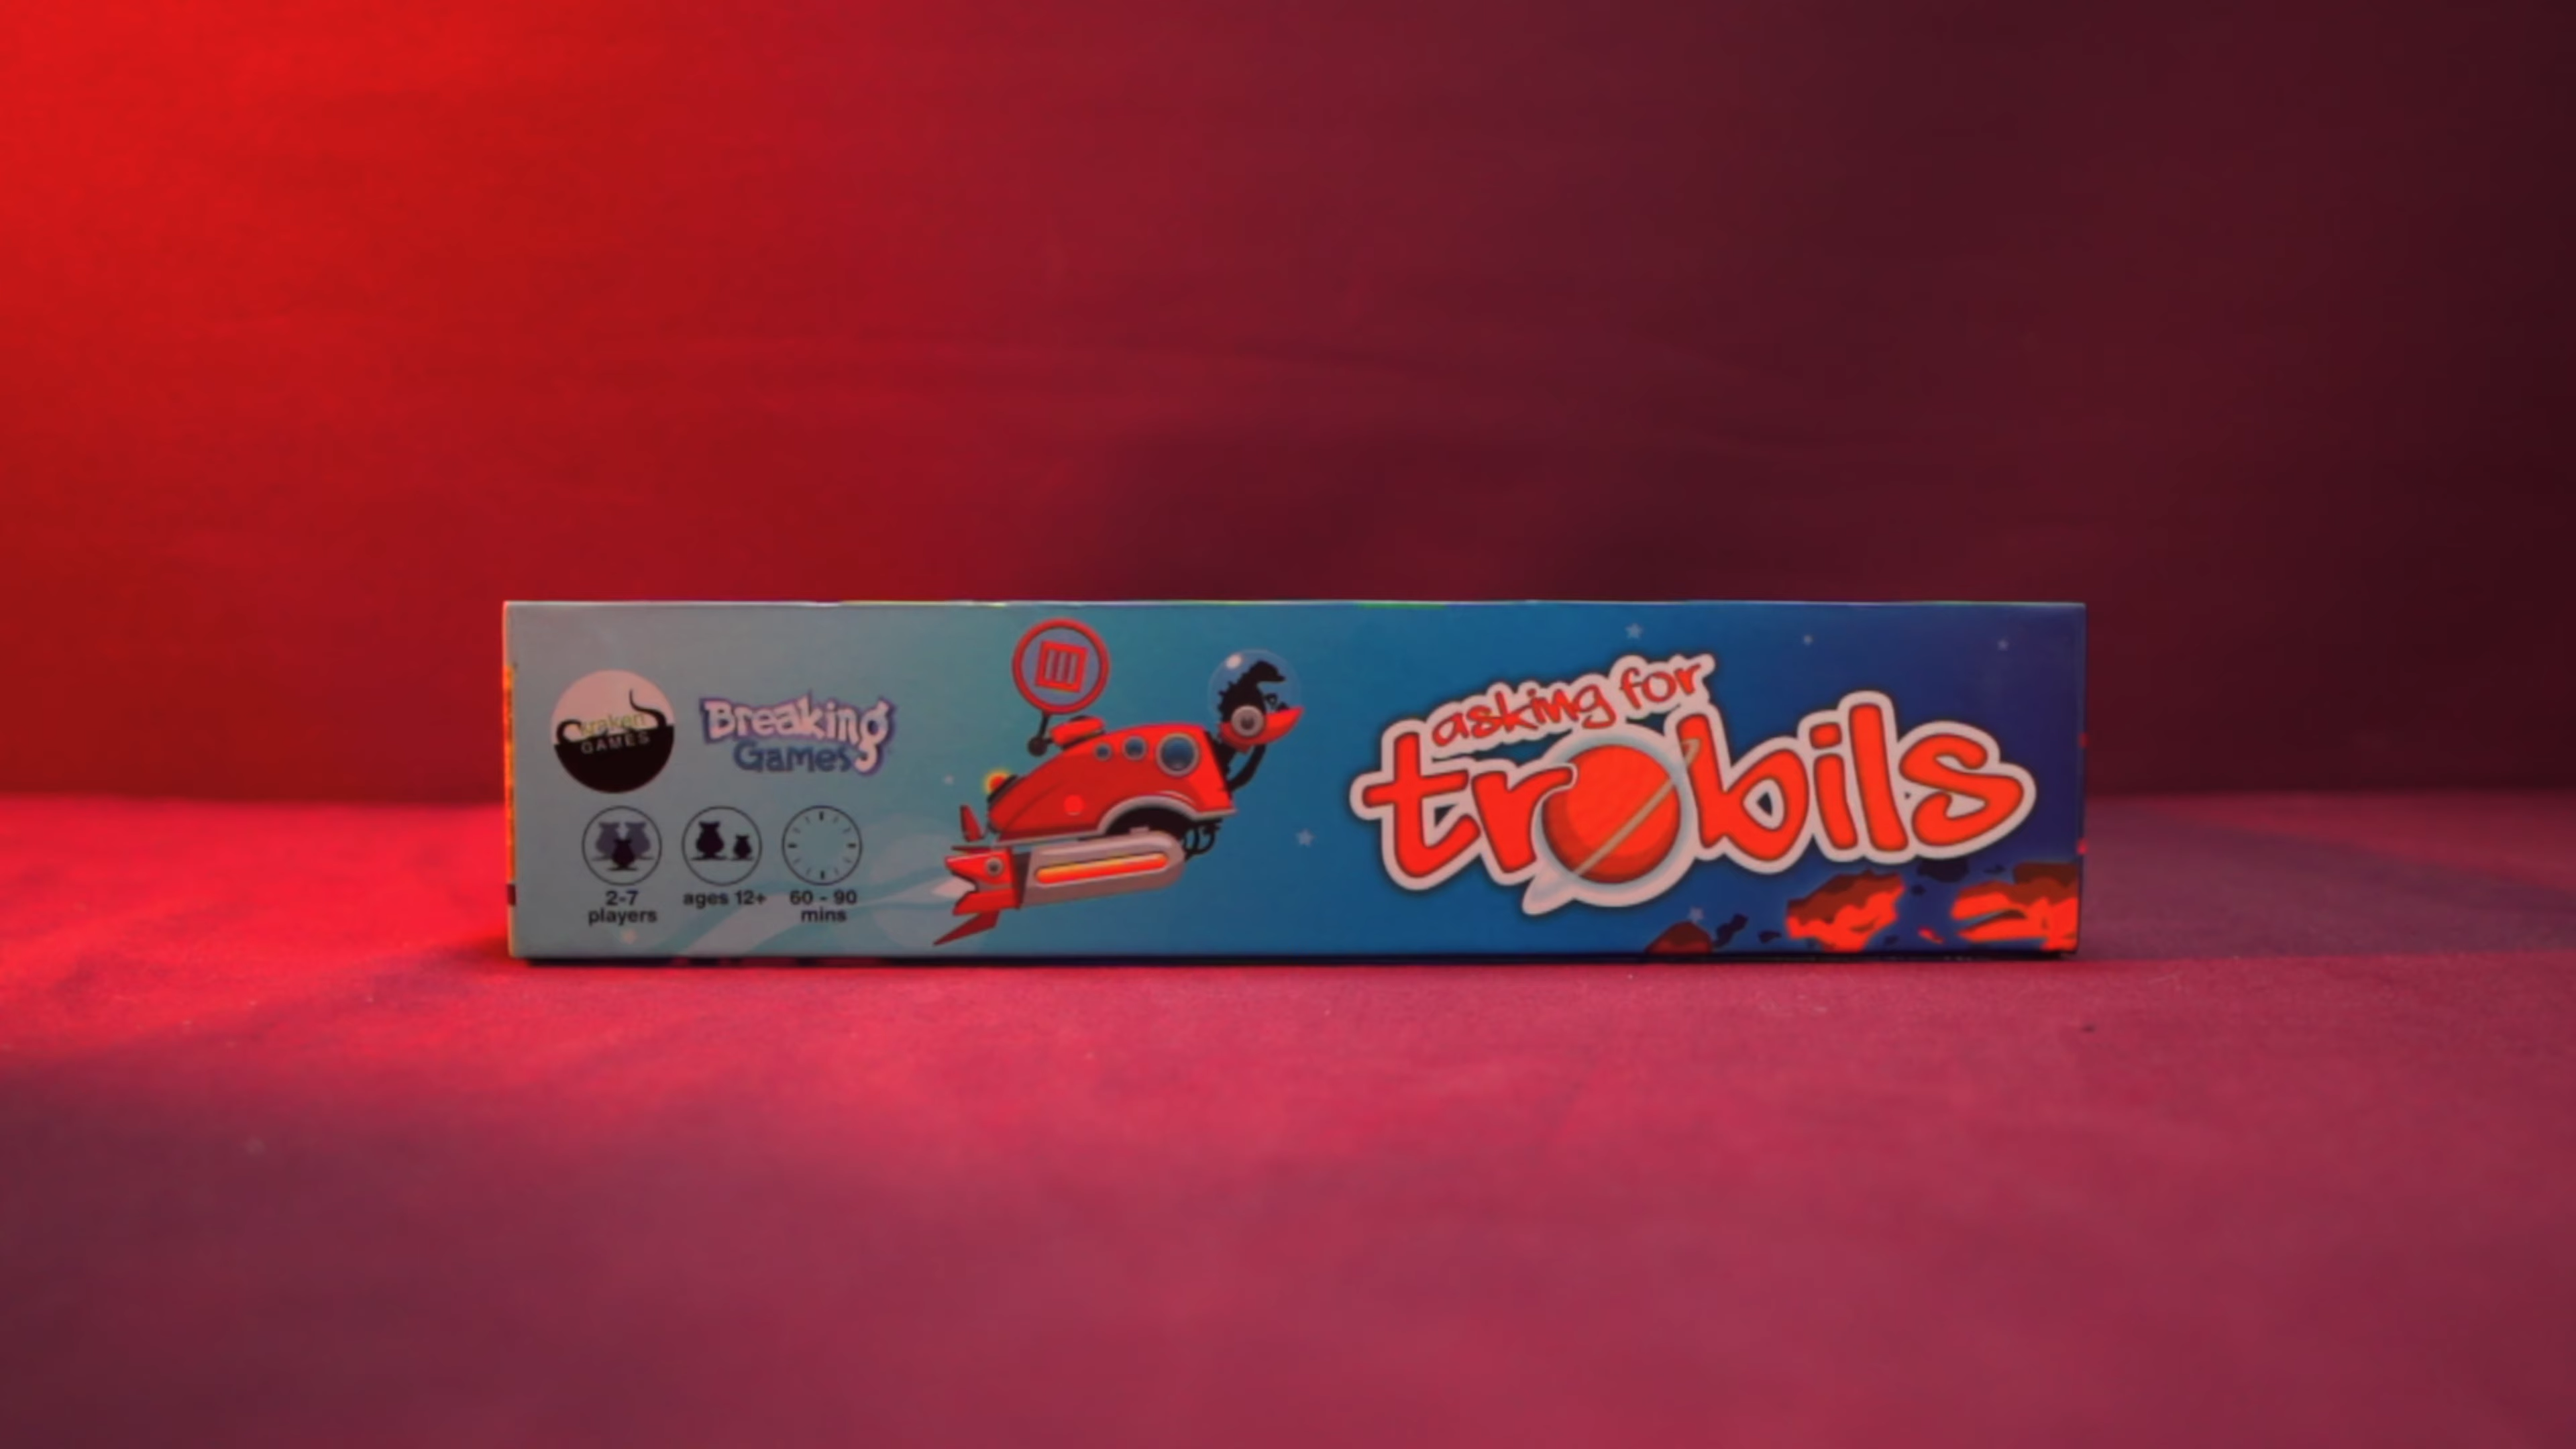 kraken
GAMES
Breaking
Games
2-7
players
ages 12+
60 - 90
mins
asking for
trobils